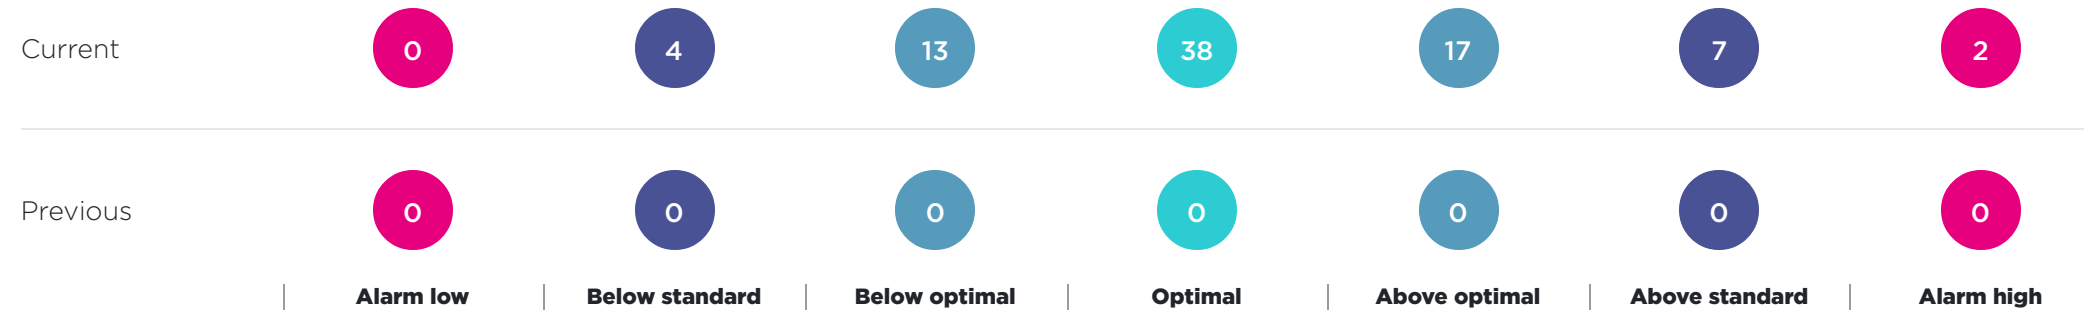 Current 0 4 13 38 17 7 2
Previous 0 0 0 0 0 0 0
Alarm low Below standard Below optimal Optimal Above optimal Above standard Alarm high